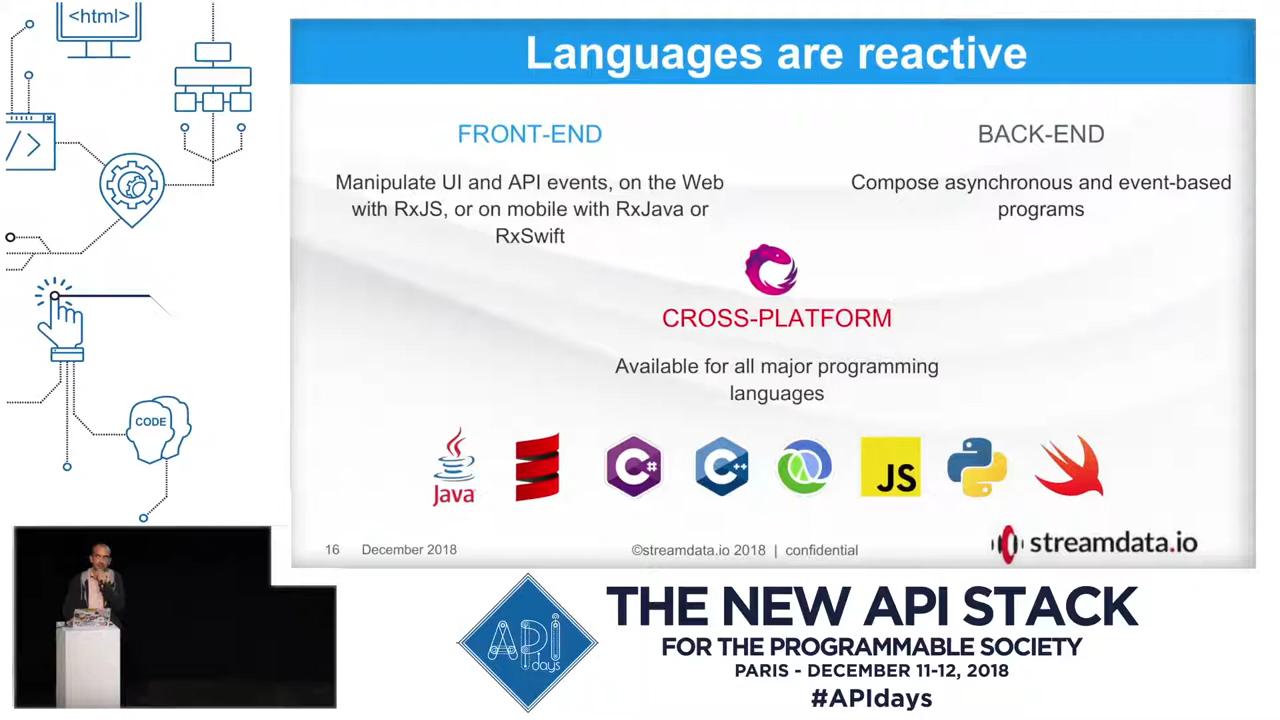 <html>
Languages are reactive
FRONT-END
Manipulate UI and API events, on the Web
with RxJS, or on mobile with RxJava or
RxSwift
BACK-END
Compose asynchronous and event-based
programs
CROSS-PLATFORM
Available for all major programming
languages
</>
CODE
Java
C#
C++
JS
16 December 2018
©streamdata.io 2018 | confidential
streamdata.io
API
days
THE NEW API STACK
FOR THE PROGRAMMABLE SOCIETY
PARIS - DECEMBER 11-12, 2018
#APIdays